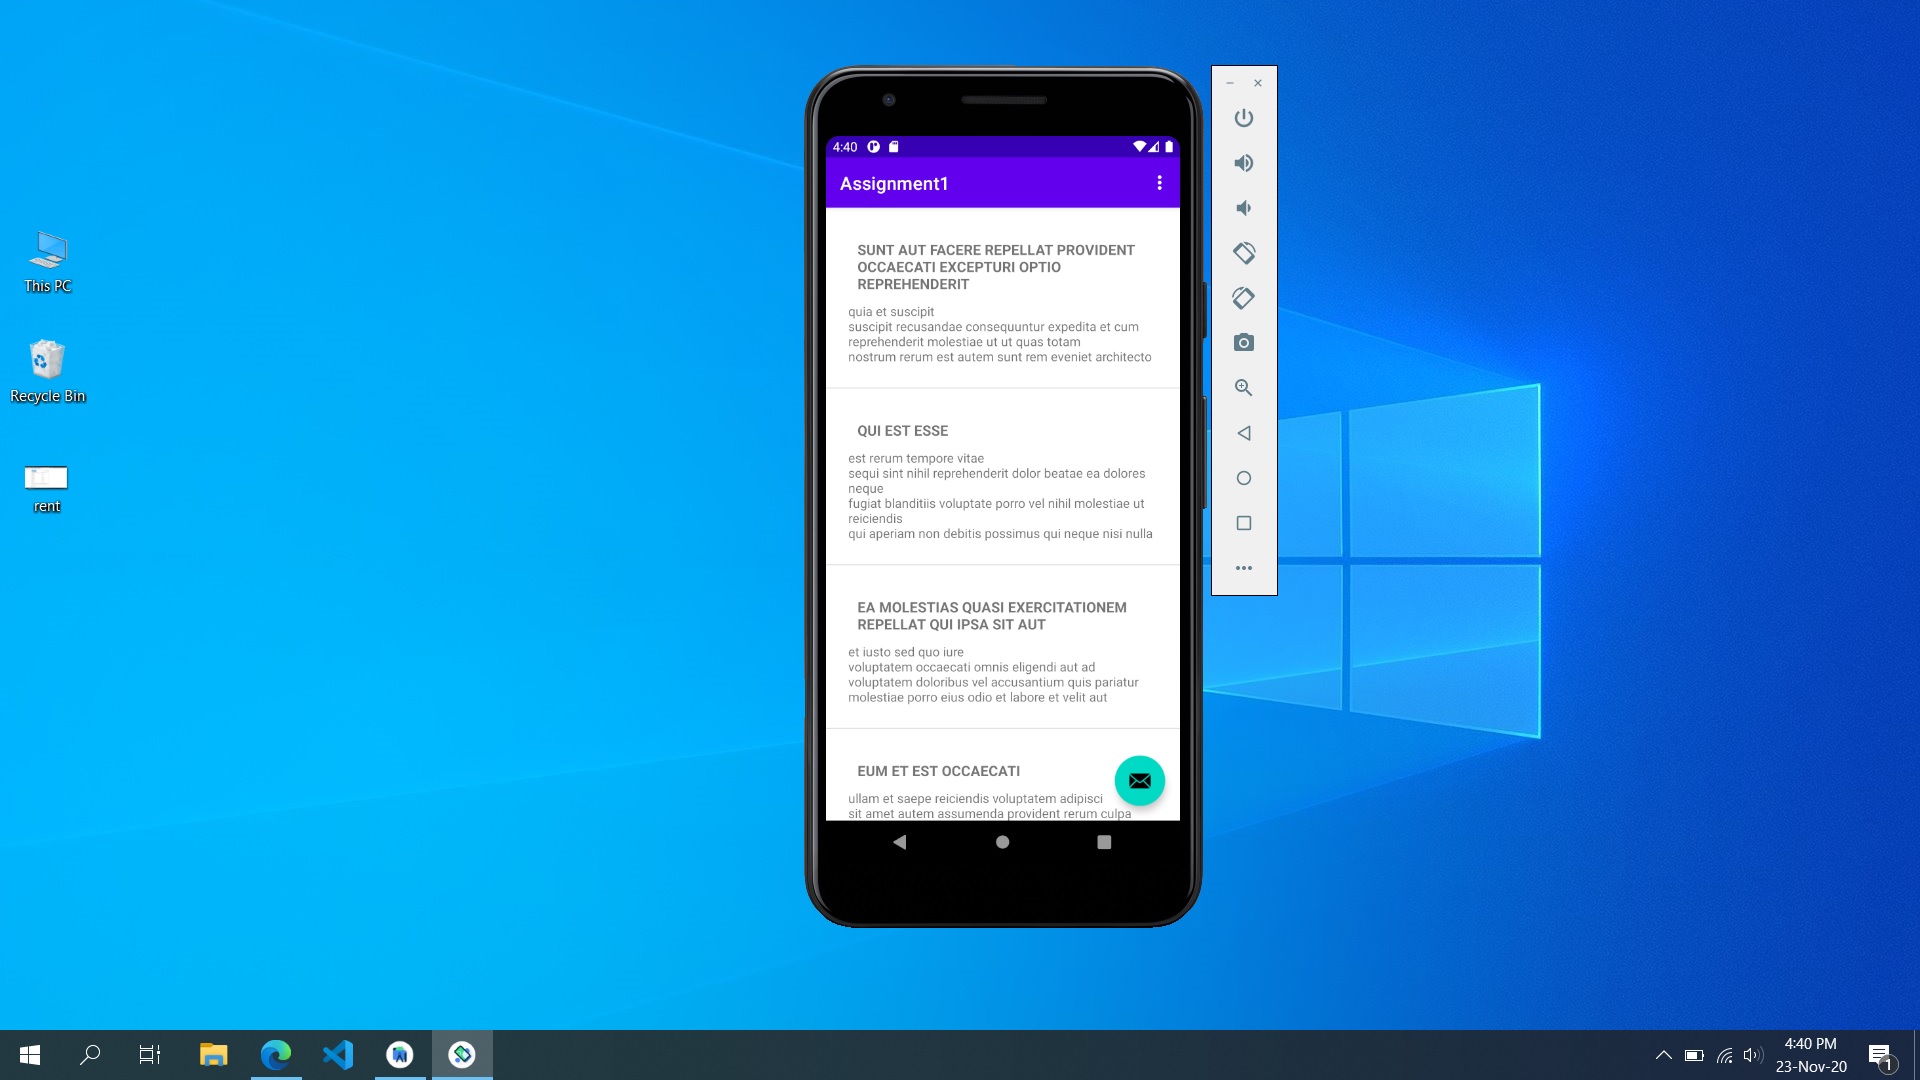 This PC
Recycle Bin
rent
4:40
Assignment1
SUNT AUT FACERE REPELLAT PROVIDENT
OCCAECATI EXCEPTURI OPTIO
REPREHENDERIT
quia et suscipit
suscipit recusandae consequuntur expedita et cum
reprehenderit molestiae ut ut quas totam
nostrum rerum est autem sunt rem eveniet architecto
QUI EST ESSE
est rerum tempore vitae
sequi sint nihil reprehenderit dolor beatae ea dolores
neque
fugiat blanditiis voluptate porro vel nihil molestiae ut
reiciendis
qui aperiam non debitis possimus qui neque nisi nulla
EA MOLESTIAS QUASI EXERCITATIONEM
REPELLAT QUI IPSA SIT AUT
et iusto sed quo iure
voluptatem occaecati omnis eligendi aut ad
voluptatem doloribus vel accusantium quis pariatur
molestiae porro eius odio et labore et velit aut
EUM ET EST OCCAECATI
ullam et saepe reiciendis voluptatem adipisci
sit amet autem assumenda provident rerum culpa
4:40 PM
23-Nov-20
1